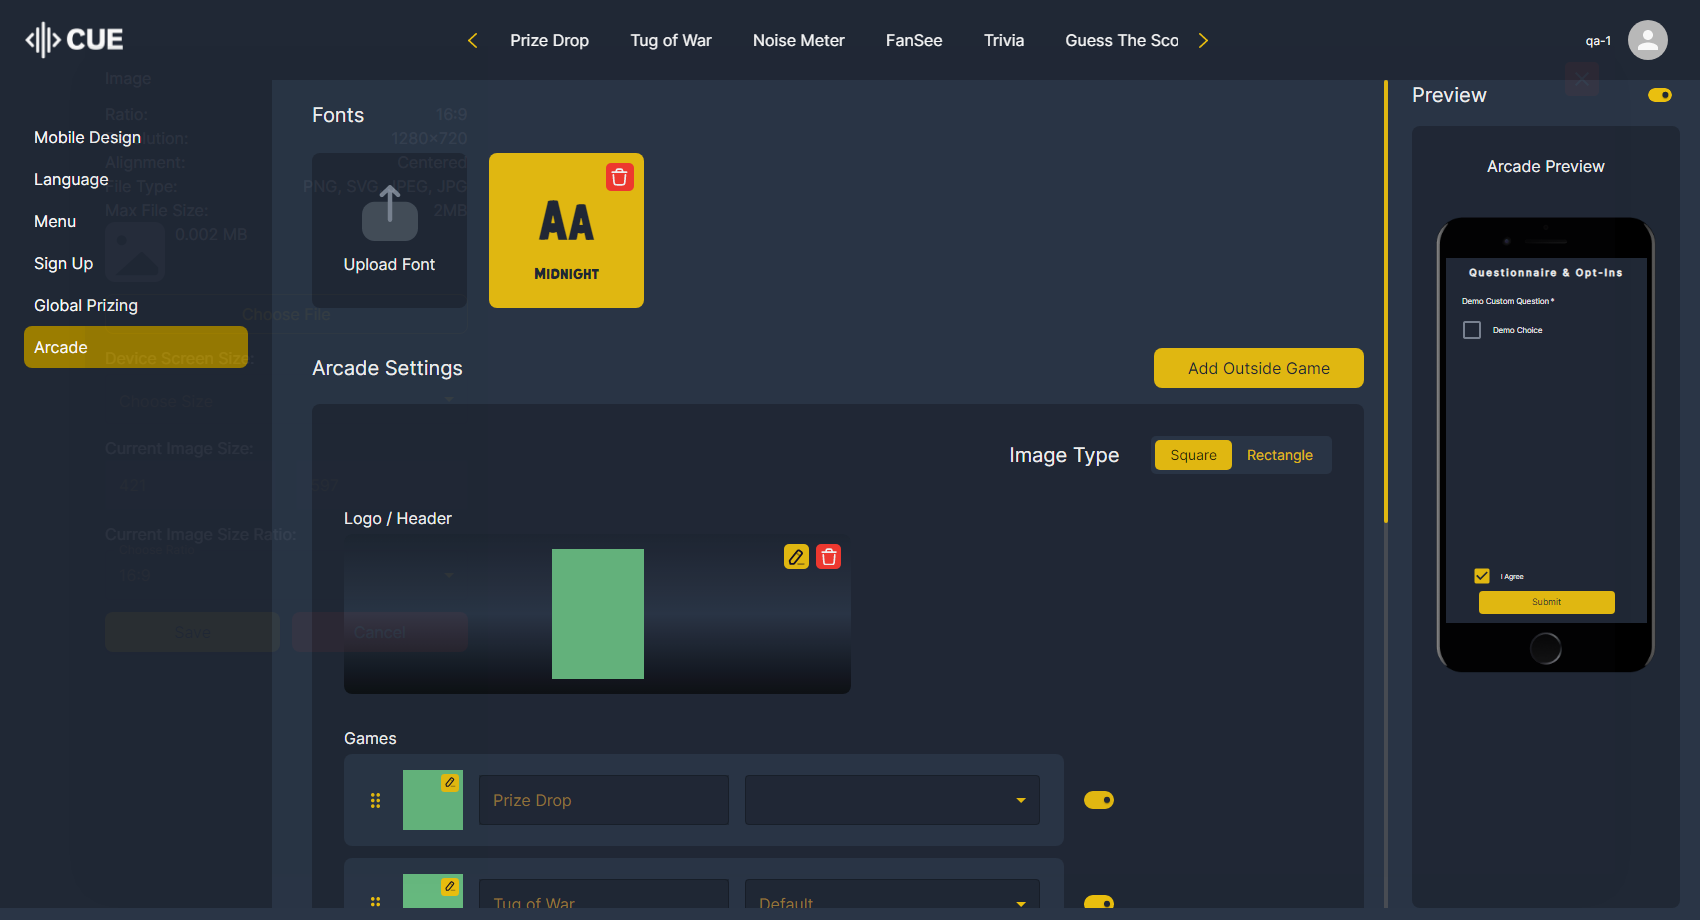 CUE
Prize Drop
Tug of War
Noise Meter
FanSee
Trivia
Guess The Sco
qa-1
Image
Ratio:
16:9
1280×720
Alignment:
Centered
File Type:
PNG, SVG, JPEG, JPG
Max File Size:
2MB
0.002 MB
Choose File
Device Screen Size:
Choose Size
Current Image Size:
Current Image Size Ratio:
16:9
Save
Cancel
Mobile Design
Language
Menu
Sign Up
Global Prizing
Arcade
Fonts
Upload Font
AA
MIDNIGHT
Arcade Settings
Add Outside Game
Image Type
Square
Rectangle
Logo / Header
Games
Prize Drop
Tug of War
Default
Preview
Arcade Preview
Questionnaire & Opt-Ins
Demo Custom Question *
Demo Choice
I Agree
Submit